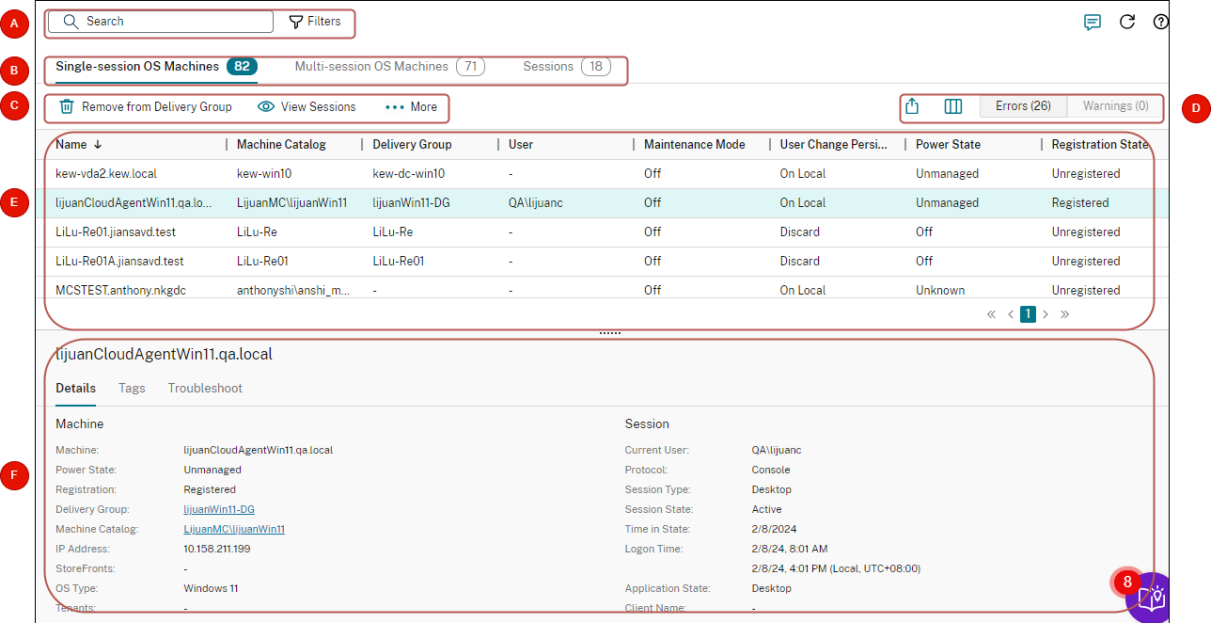 A Search Filters
B Single-session OS Machines 82 Multi-session OS Machines 71 Sessions 18
C Remove from Delivery Group View Sessions ••• More Errors (26) Warnings (0) D
Name ↓ Machine Catalog Delivery Group User Maintenance Mode User Change Persi... Power State Registration State
kew-vda2.kew.local kew-win10 kew-dc-win10 - Off On Local Unmanaged Unregistered
E lijuanCloudAgentWin11.qa.lo... LijuanMC\lijuanWin11 lijuanWin11-DG QA\lijuanc Off On Local Unmanaged Registered
LiLu-Re01.jiansavd.test LiLu-Re LiLu-Re - Off Discard Off Unregistered
LiLu-Re01A.jiansavd.test LiLu-Re01 LiLu-Re01 - Off Discard Off Unregistered
MCSTEST.anthony.nkgdc anthonyshi\anshi_m... - - Off On Local Unknown Unregistered
« < 1 > »
lijuanCloudAgentWin11.qa.local
Details Tags Troubleshoot
Machine Session
Machine: lijuanCloudAgentWin11.qa.local Current User: QA\lijuanc
Power State: Unmanaged Protocol: Console
F Registration: Registered Session Type: Desktop
Delivery Group: lijuanWin11-DG Session State: Active
Machine Catalog: LijuanMC\lijuanWin11 Time in State: 2/8/2024
IP Address: 10.158.211.199 Logon Time: 2/8/24, 8:01 AM
StoreFronts: - 2/8/24, 4:01 PM (Local, UTC+08:00)
OS Type: Windows 11 Application State: Desktop 8
Tenants: - Client Name: -